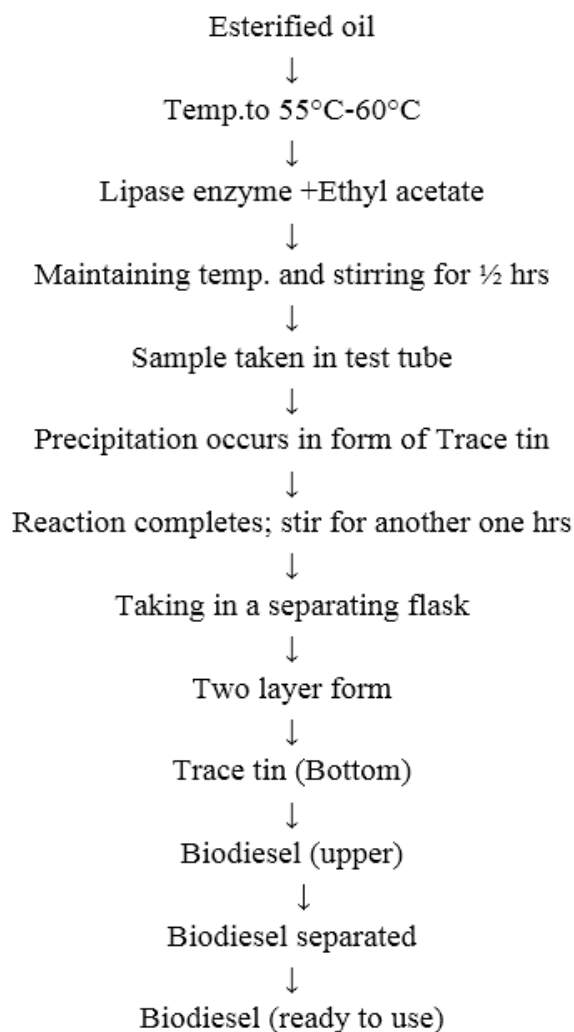 Esterified oil
↓
Temp.to 55°C-60°C
↓
Lipase enzyme +Ethyl acetate
↓
Maintaining temp. and stirring for ½ hrs
↓
Sample taken in test tube
↓
Precipitation occurs in form of Trace tin
↓
Reaction completes; stir for another one hrs
↓
Taking in a separating flask
↓
Two layer form
↓
Trace tin (Bottom)
↓
Biodiesel (upper)
↓
Biodiesel separated
↓
Biodiesel (ready to use)